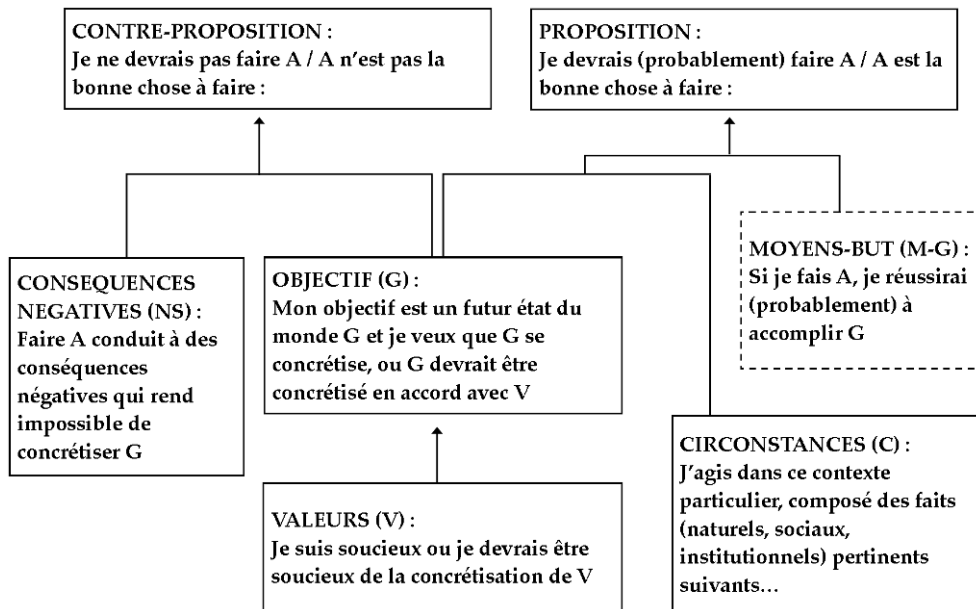 CONTRE-PROPOSITION :
Je ne devrais pas faire A / A n'est pas la
bonne chose à faire :
PROPOSITION :
Je devrais (probablement) faire A / A est la
bonne chose à faire :
CONSEQUENCES
NEGATIVES (NS) :
Faire A conduit à des
conséquences
négatives qui rend
impossible de
concrétiser G
OBJECTIF (G) :
Mon objectif est un futur état du
monde G et je veux que G se
concrétise, ou G devrait être
concrétisé en accord avec V
MOYENS-BUT (M-G) :
Si je fais A, je réussirai
(probablement) à
accomplir G
VALEURS (V) :
Je suis soucieux ou je devrais être
soucieux de la concrétisation de V
CIRCONSTANCES (C) :
J'agis dans ce contexte
particulier, composé des faits
(naturels, sociaux,
institutionnels) pertinents
suivants…